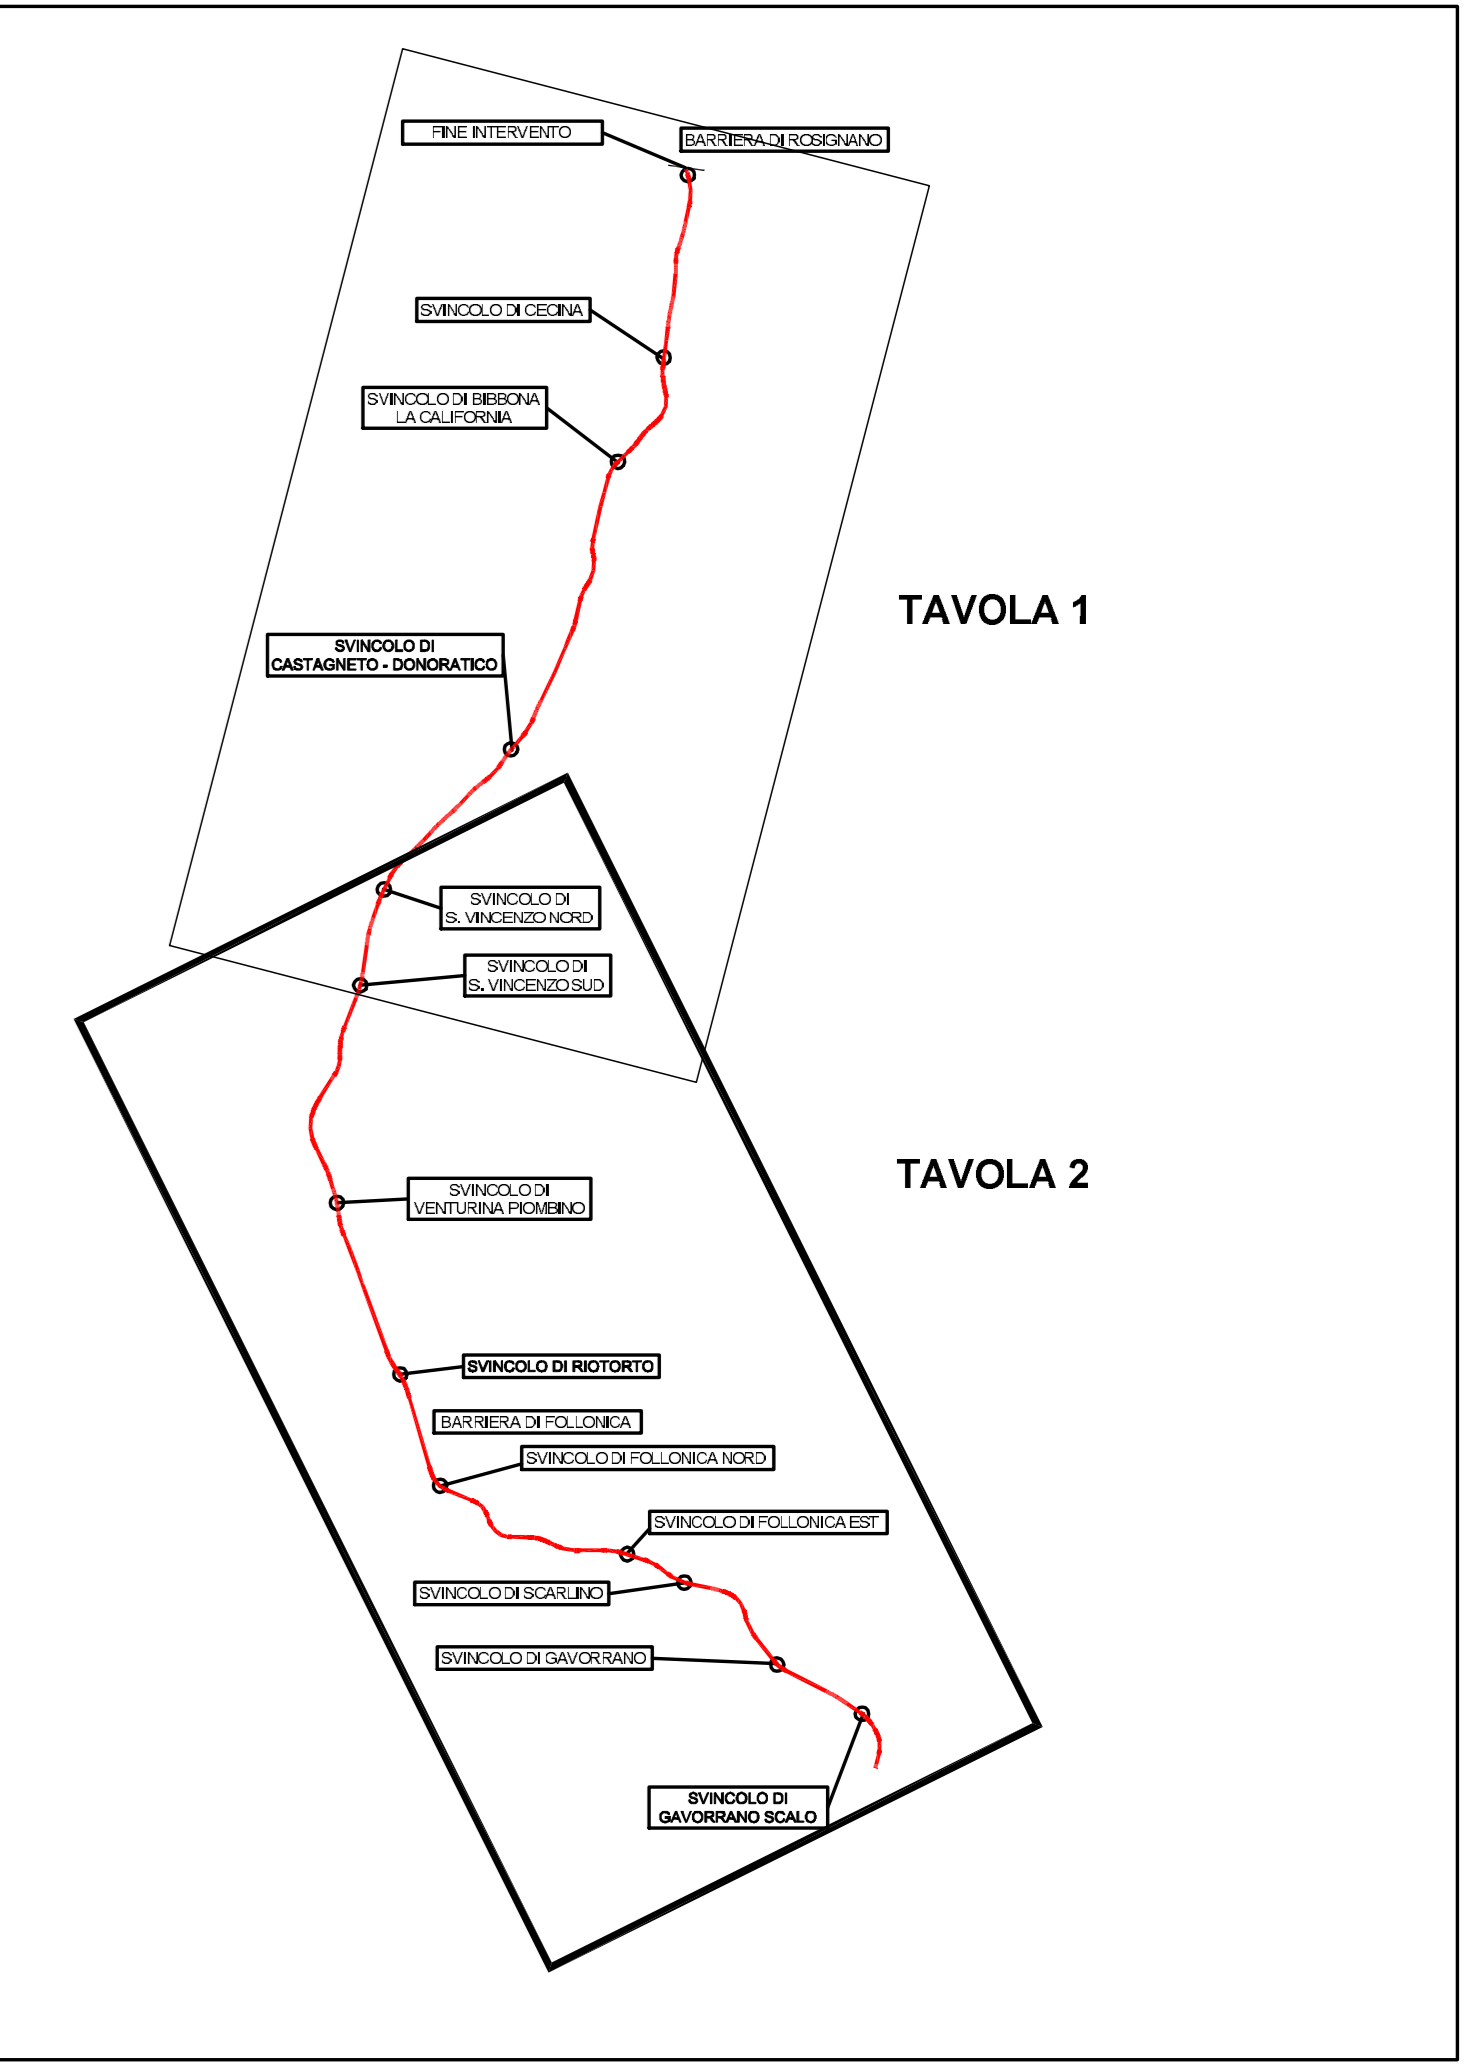 FINE INTERVENTO
BARRIERA DI ROSIGNANO
SVINCOLO DI CECINA
SVINCOLO DI BIBBONA
LA CALIFORNIA
TAVOLA 1
SVINCOLO DI
CASTAGNETO - DONORATICO
SVINCOLO DI
S. VINCENZO NORD
SVINCOLO DI
S. VINCENZO SUD
TAVOLA 2
SVINCOLO DI
VENTURINA PIOMBINO
SVINCOLO DI RIOTORTO
BARRIERA DI FOLLONICA
SVINCOLO DI FOLLONICA NORD
SVINCOLO DI FOLLONICA EST
SVINCOLO DI SCARLINO
SVINCOLO DI GAVORRANO
SVINCOLO DI
GAVORRANO SCALO